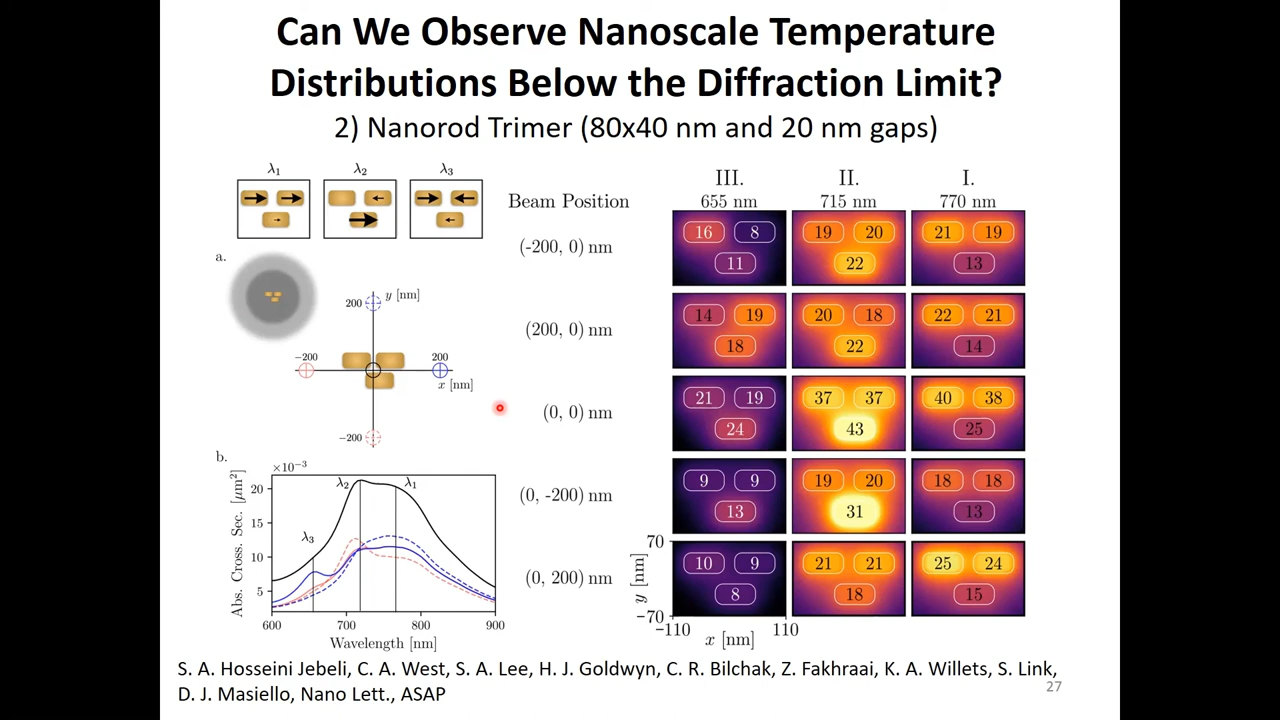 Can We Observe Nanoscale Temperature
Distributions Below the Diffraction Limit?
2) Nanorod Trimer (80x40 nm and 20 nm gaps)
λ₁ λ₂ λ₃
a.
y [nm]
200
−200 200
x [nm]
−200
b.
×10⁻³
Abs. Cross. Sec. [μm²]
20
15
10
5
λ₃ λ₂ λ₁
600 700 800 900
Wavelength [nm]
Beam Position
(-200, 0) nm
(200, 0) nm
(0, 0) nm
(0, -200) nm
(0, 200) nm
III. II. I.
655 nm 715 nm 770 nm
16 8 19 20 21 19
11 22 13
14 19 20 18 22 21
18 22 14
21 19 37 37 40 38
24 43 25
9 9 19 20 18 18
13 31 13
10 9 21 21 25 24
8 18 15
70
y [nm]
−70
−110 110
x [nm]
S. A. Hosseini Jebeli, C. A. West, S. A. Lee, H. J. Goldwyn, C. R. Bilchak, Z. Fakhraai, K. A. Willets, S. Link,
D. J. Masiello, Nano Lett., ASAP
27